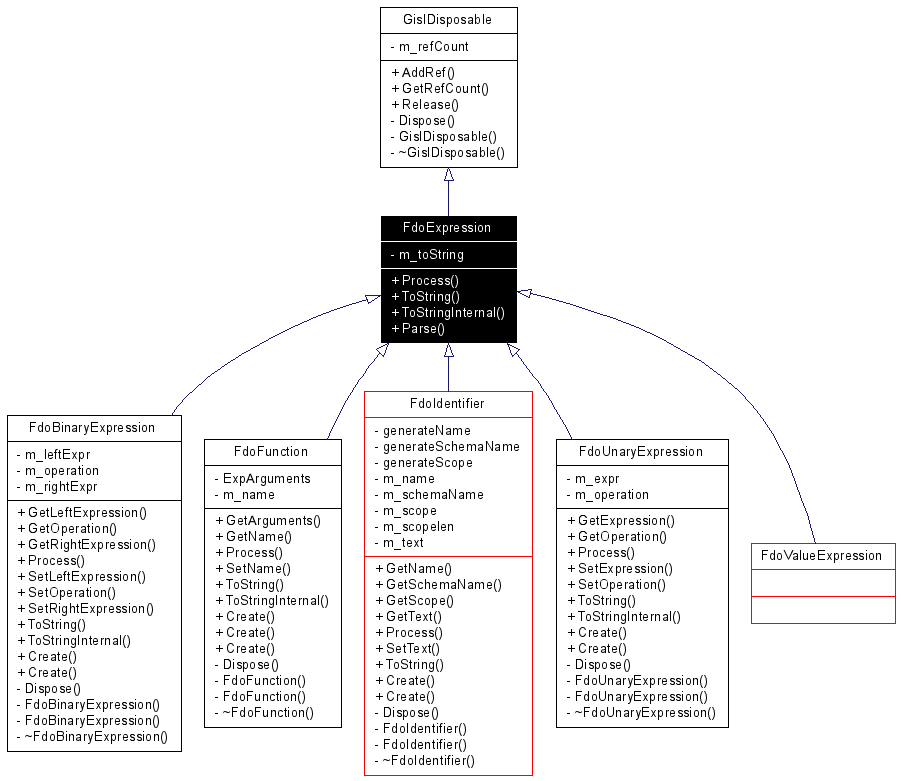 GisIDisposable
- m_refCount
+ AddRef()
+ GetRefCount()
+ Release()
- Dispose()
- GisIDisposable()
- ~GisIDisposable()
FdoExpression
- m_toString
+ Process()
+ ToString()
+ ToStringInternal()
+ Parse()
FdoBinaryExpression
- m_leftExpr
- m_operation
- m_rightExpr
+ GetLeftExpression()
+ GetOperation()
+ GetRightExpression()
+ Process()
+ SetLeftExpression()
+ SetOperation()
+ SetRightExpression()
+ ToString()
+ ToStringInternal()
+ Create()
+ Create()
- Dispose()
- FdoBinaryExpression()
- FdoBinaryExpression()
- ~FdoBinaryExpression()
FdoFunction
- ExpArguments
- m_name
+ GetArguments()
+ GetName()
+ Process()
+ SetName()
+ ToString()
+ ToStringInternal()
+ Create()
+ Create()
+ Create()
- Dispose()
- FdoFunction()
- FdoFunction()
- ~FdoFunction()
FdoIdentifier
- generateName
- generateSchemaName
- generateScope
- m_name
- m_schemaName
- m_scope
- m_scopelen
- m_text
+ GetName()
+ GetSchemaName()
+ GetScope()
+ GetText()
+ Process()
+ SetText()
+ ToString()
+ Create()
+ Create()
- Dispose()
- FdoIdentifier()
- FdoIdentifier()
- ~FdoIdentifier()
FdoUnaryExpression
- m_expr
- m_operation
+ GetExpression()
+ GetOperation()
+ Process()
+ SetExpression()
+ SetOperation()
+ ToString()
+ ToStringInternal()
+ Create()
+ Create()
- Dispose()
- FdoUnaryExpression()
- FdoUnaryExpression()
- ~FdoUnaryExpression()
FdoValueExpression